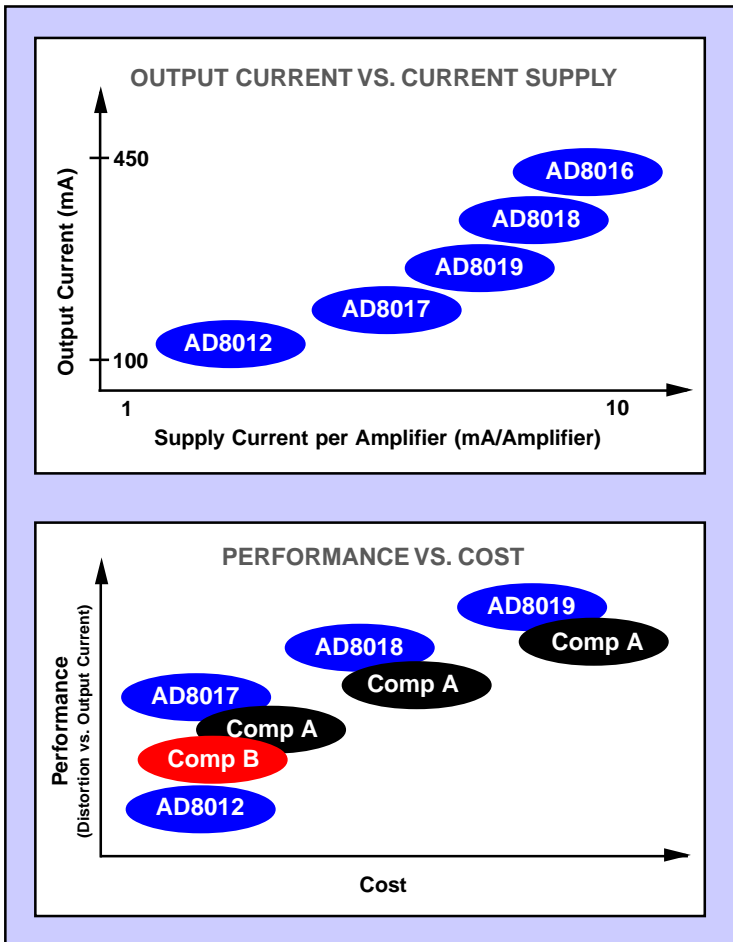 OUTPUT CURRENT VS. CURRENT SUPPLY
Output Current (mA)
450
100
AD8016
AD8018
AD8019
AD8017
AD8012
1
10
Supply Current per Amplifier (mA/Amplifier)
PERFORMANCE VS. COST
Performance
(Distortion vs. Output Current)
AD8019
Comp A
AD8018
Comp A
AD8017
Comp A
Comp B
AD8012
Cost